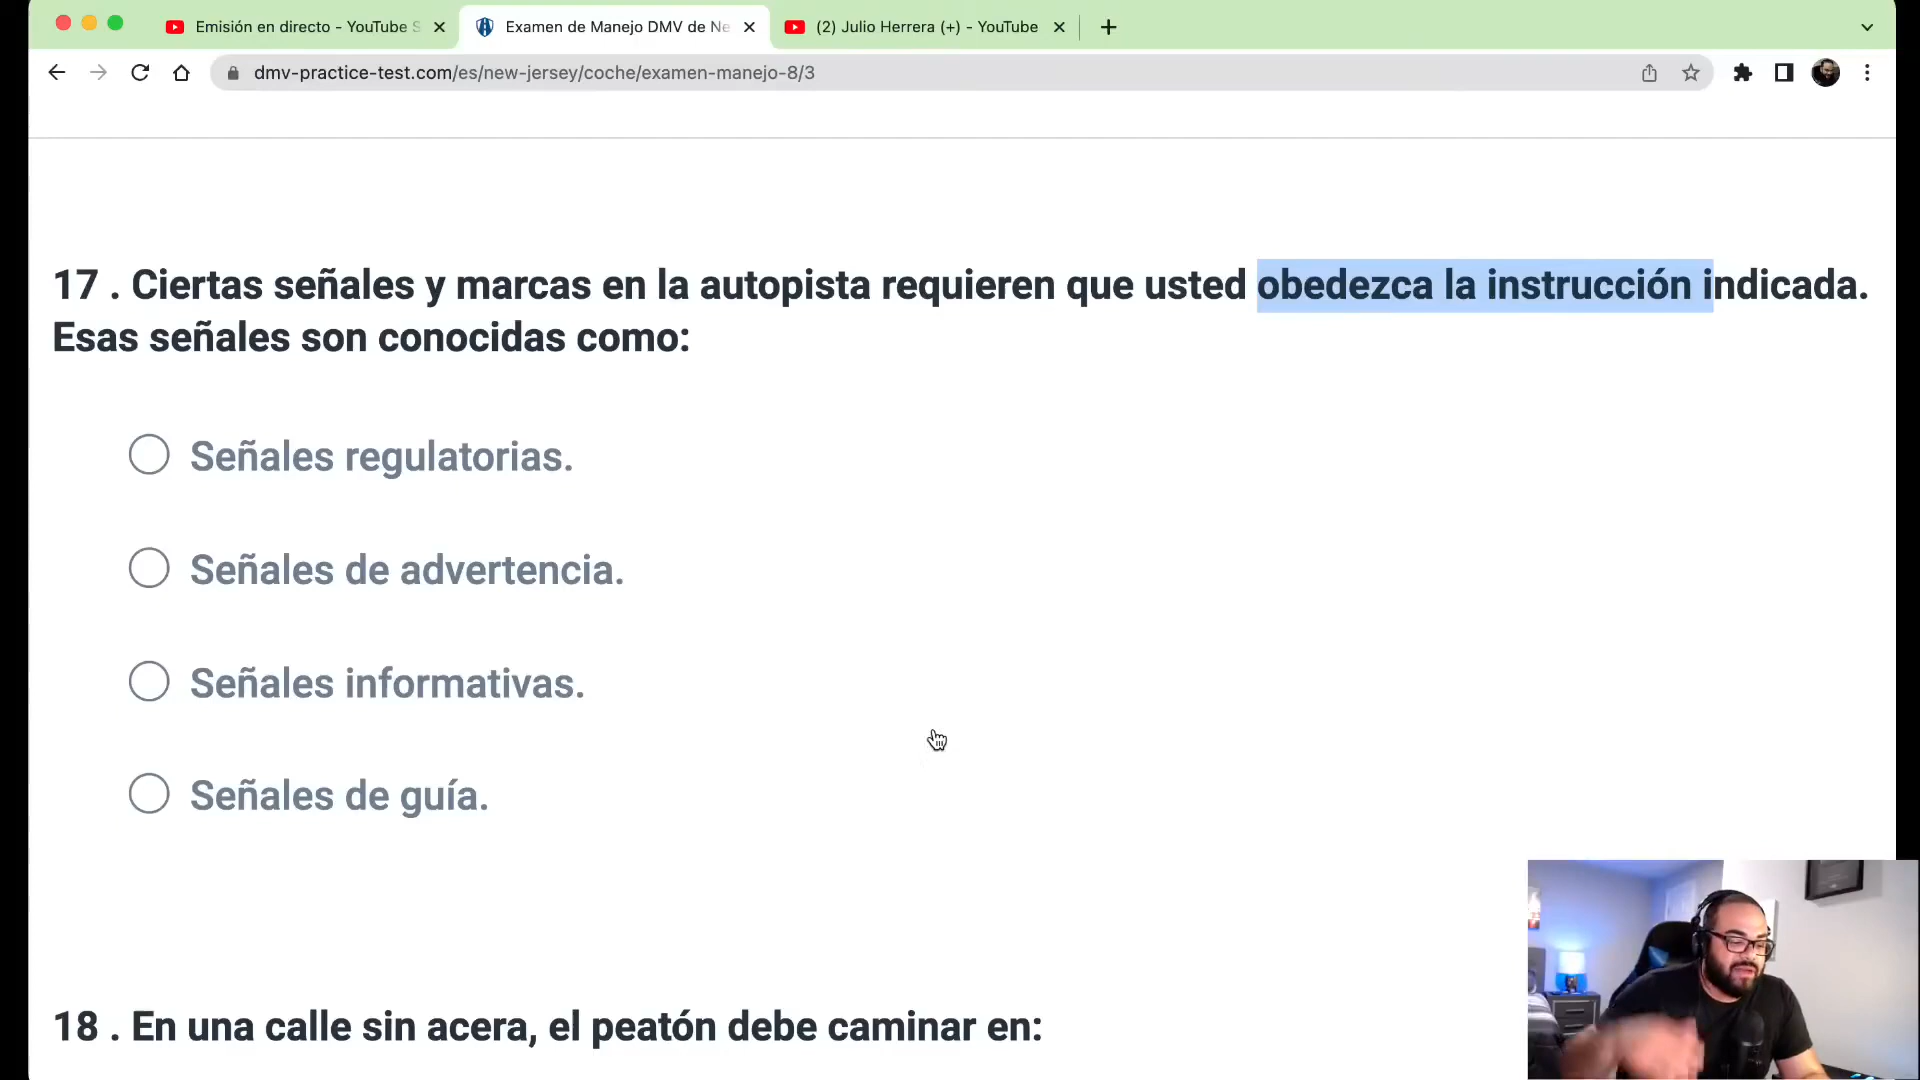 Emisión en directo - YouTube S
Examen de Manejo DMV de Ne
(2) Julio Herrera (+) - YouTube
dmv-practice-test.com/es/new-jersey/coche/examen-manejo-8/3
17 . Ciertas señales y marcas en la autopista requieren que usted obedezca la instrucción indicada.
Esas señales son conocidas como:
Señales regulatorias.
Señales de advertencia.
Señales informativas.
Señales de guía.
18 . En una calle sin acera, el peatón debe caminar en: